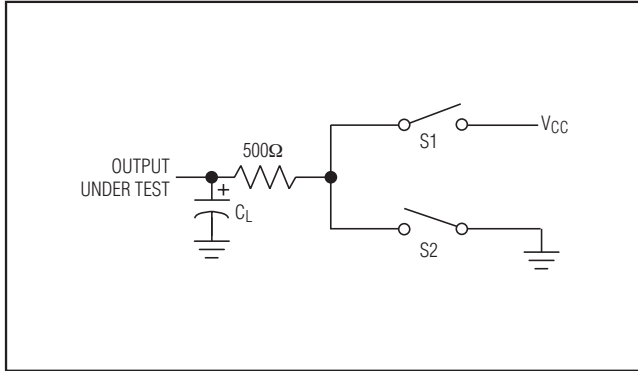 500Ω
OUTPUT
UNDER TEST
+
CL
S1
VCC
S2